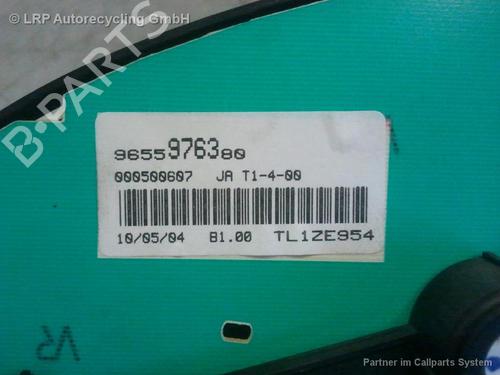 © LRP Autorecycling GmbH
B-PARTS
9655976380
000500607 JA T1-4-00
10/05/04 B1.00 TL1ZE954
VR
Partner im Callparts System